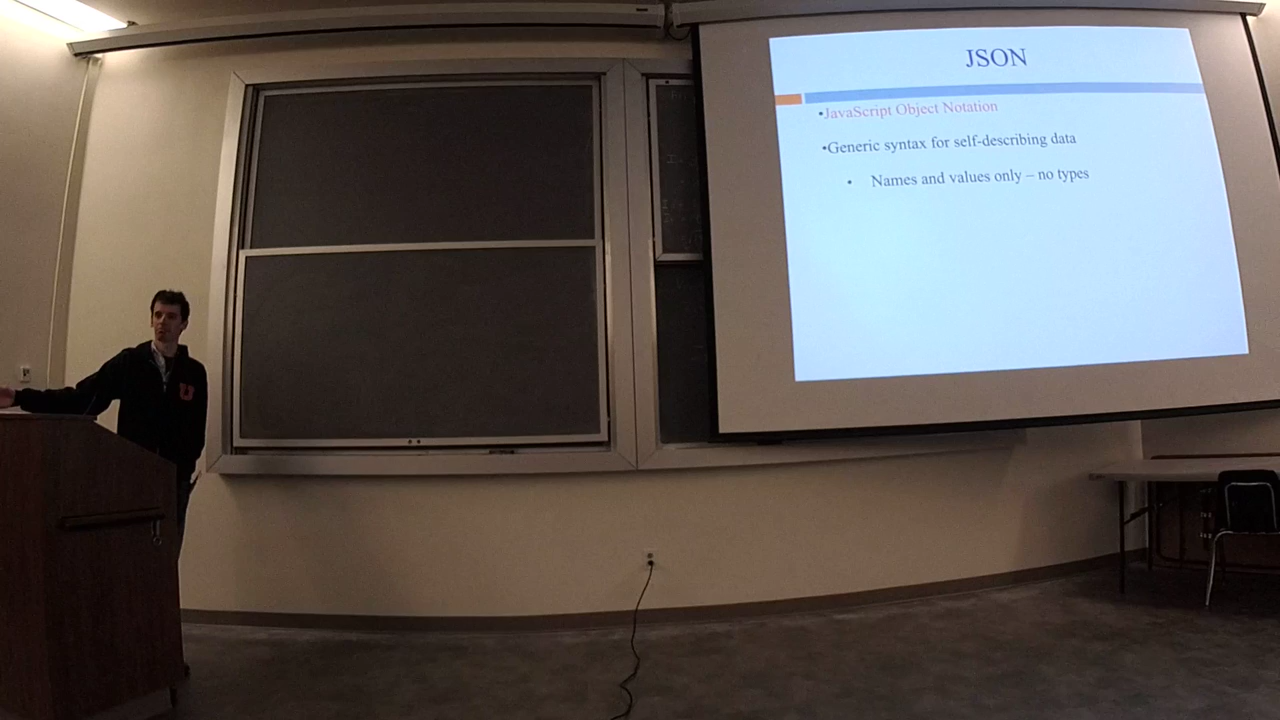 JSON
•JavaScript Object Notation
•Generic syntax for self-describing data
• Names and values only – no types
U